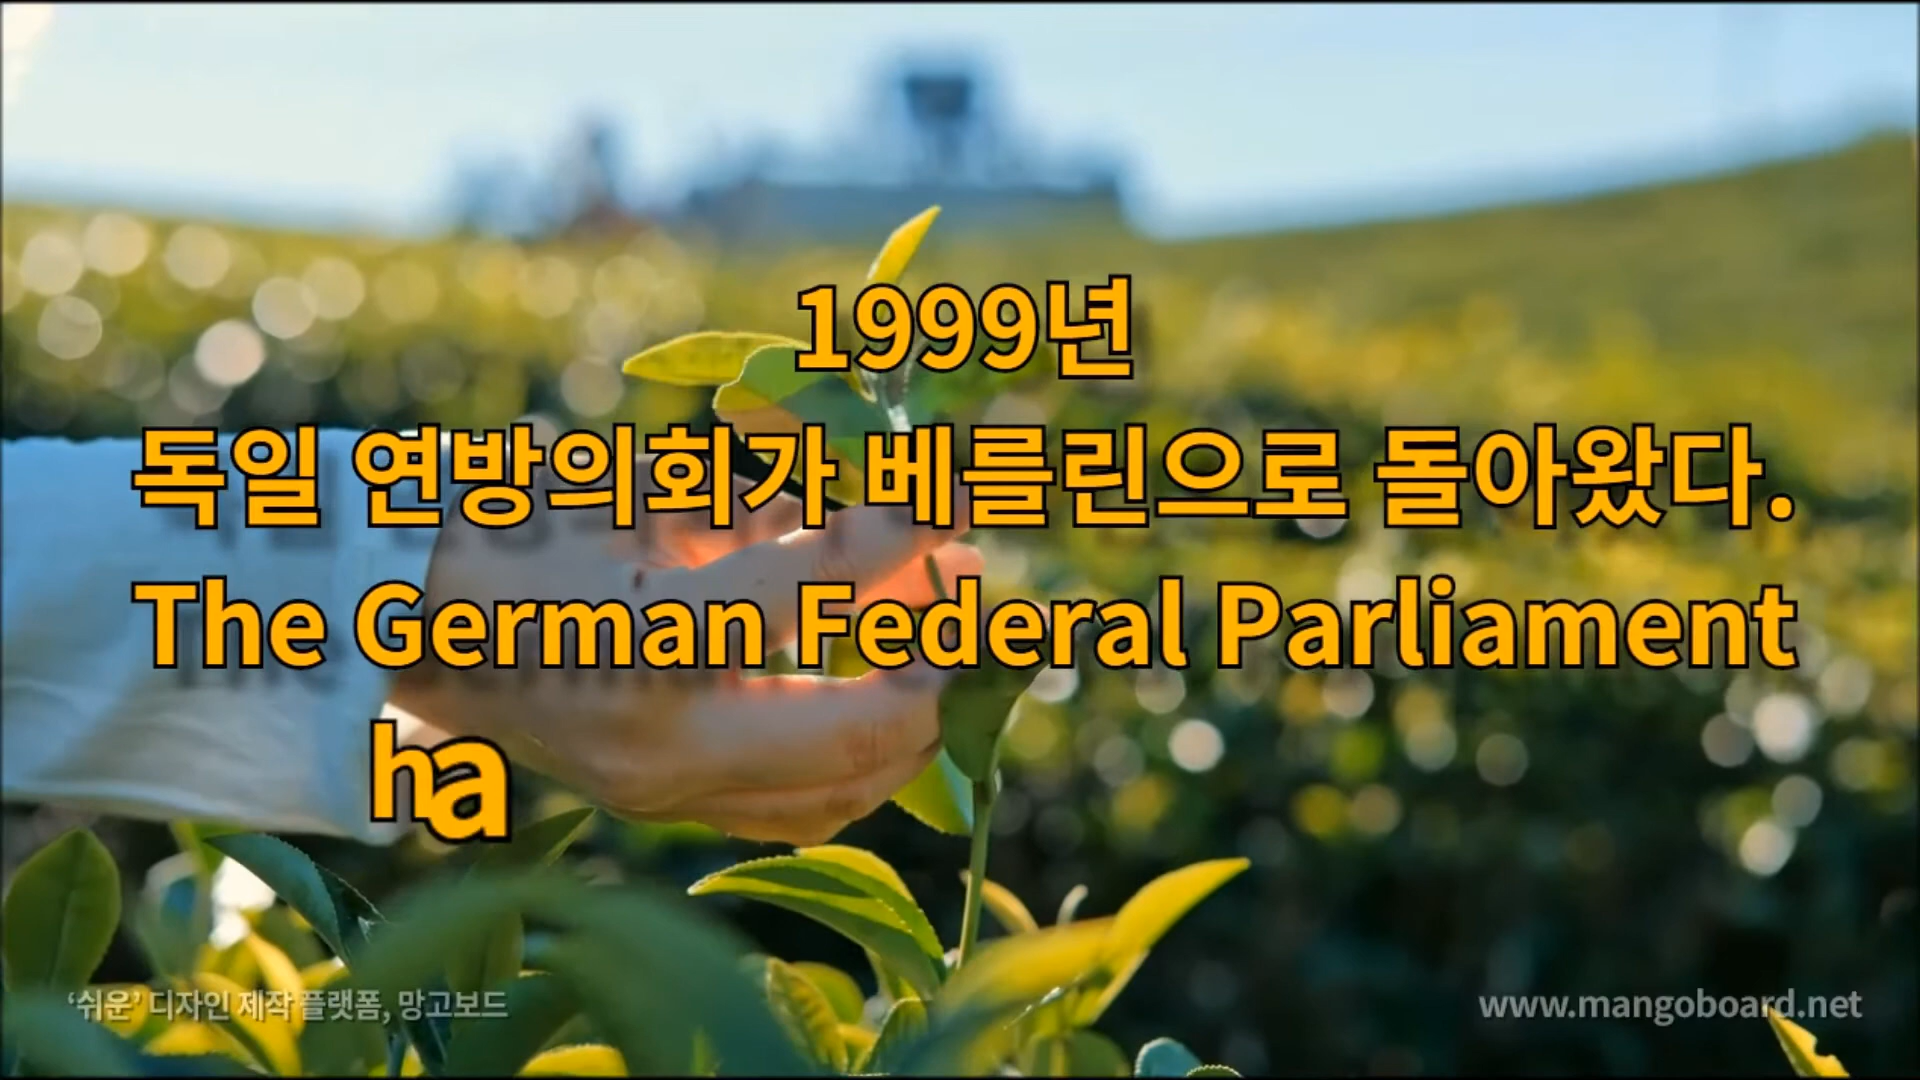 1999년
독일 연방의회가 베를린으로 돌아왔다.
The German Federal Parliament
ha
‘쉬운’ 디자인 제작 플랫폼, 망고보드
www.mangoboard.net